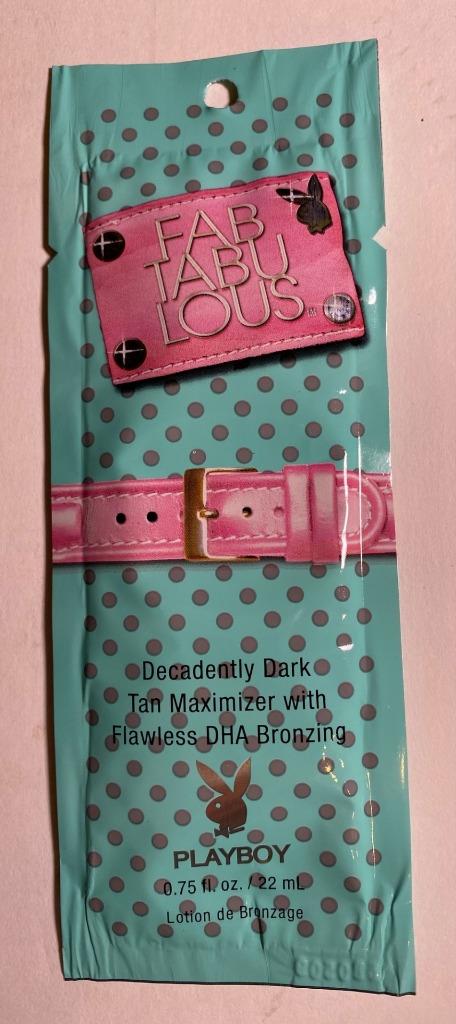 FAB
TABU
LOUS
Decadently Dark
Tan Maximizer with
Flawless DHA Bronzing
PLAYBOY
0.75 fl. oz. / 22 mL
Lotion de Bronzage